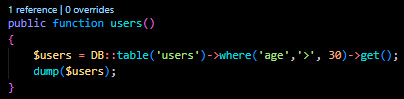 1 reference | 0 overrides
public function users()
{
    $users = DB::table('users')->where('age','>', 30)->get();
    dump($users);
}